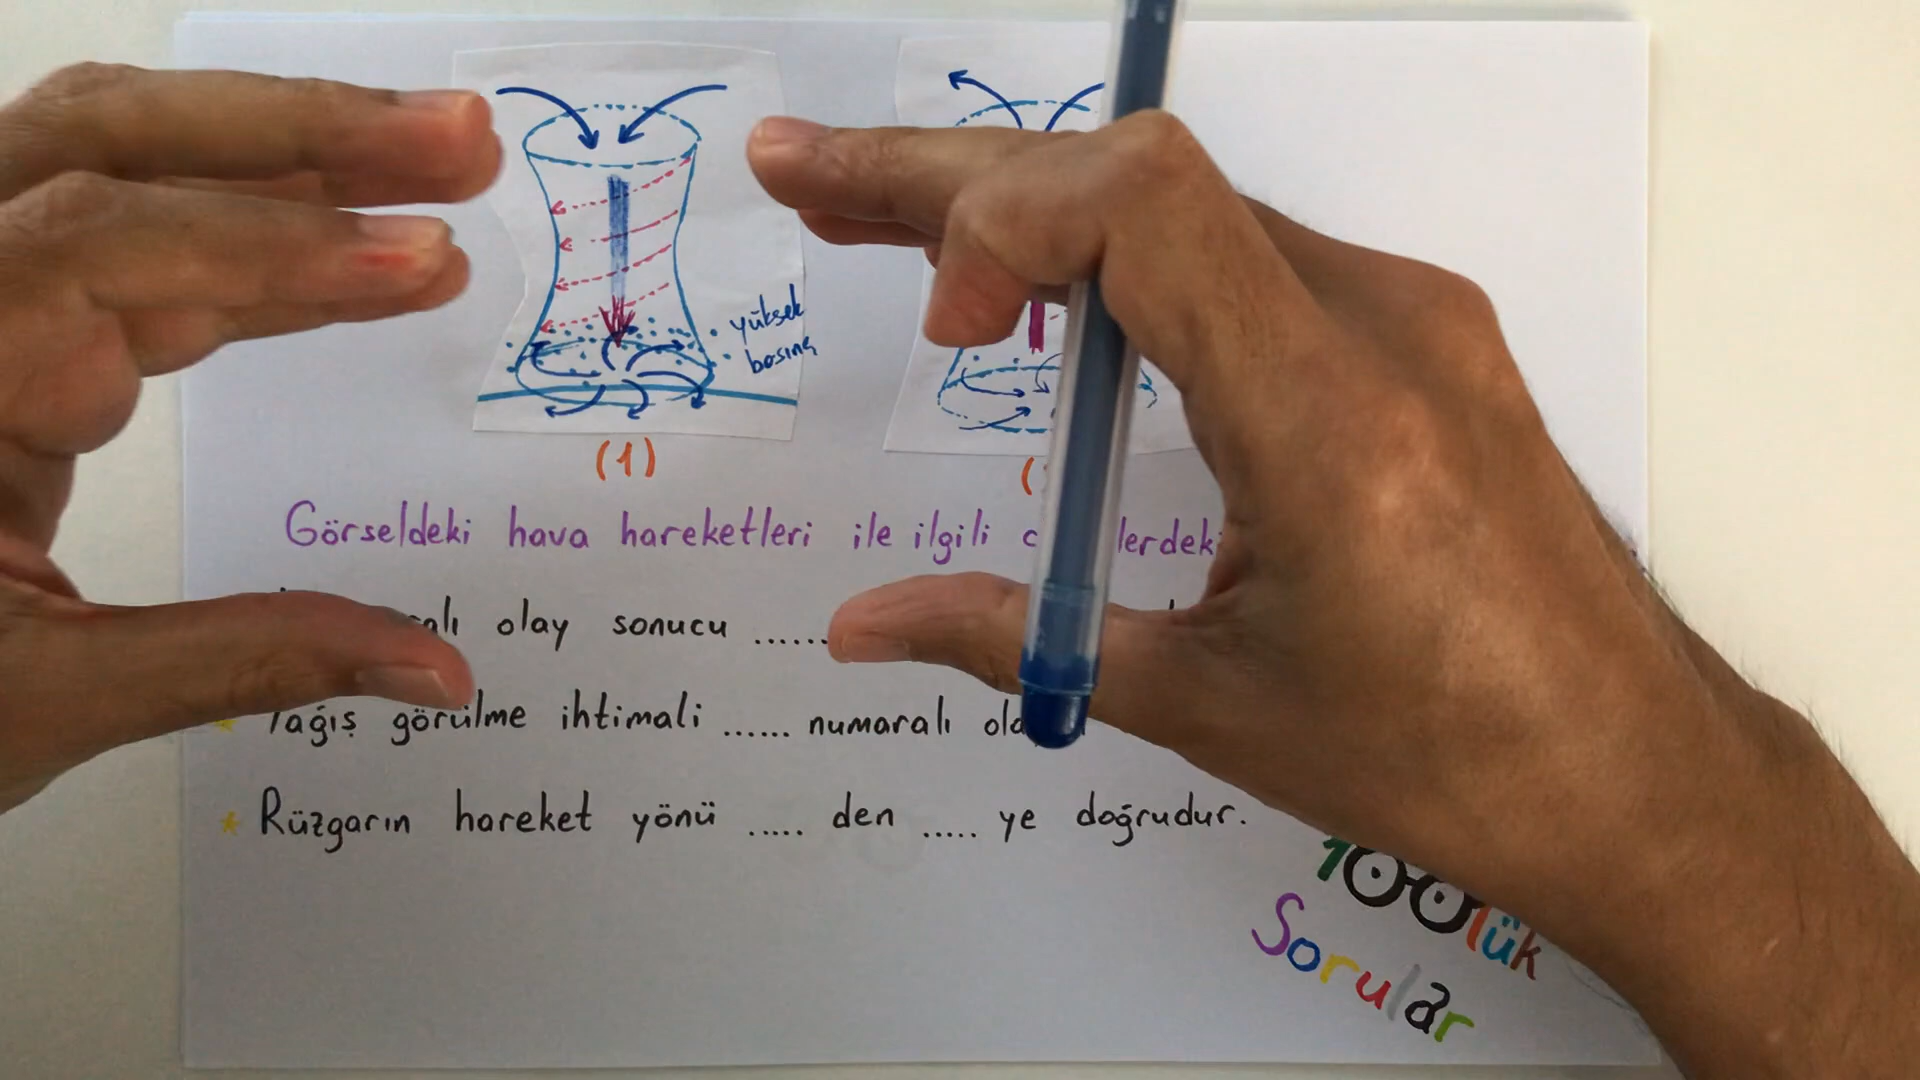 yüksek
basınç
(1)
Görseldeki hava hareketleri ile ilgili
olay sonucu ......
Yağış görülme ihtimali ...... numaralı
* Rüzgarın hareket yönü ..... den ..... ye doğrudur.
100lük
Sorular